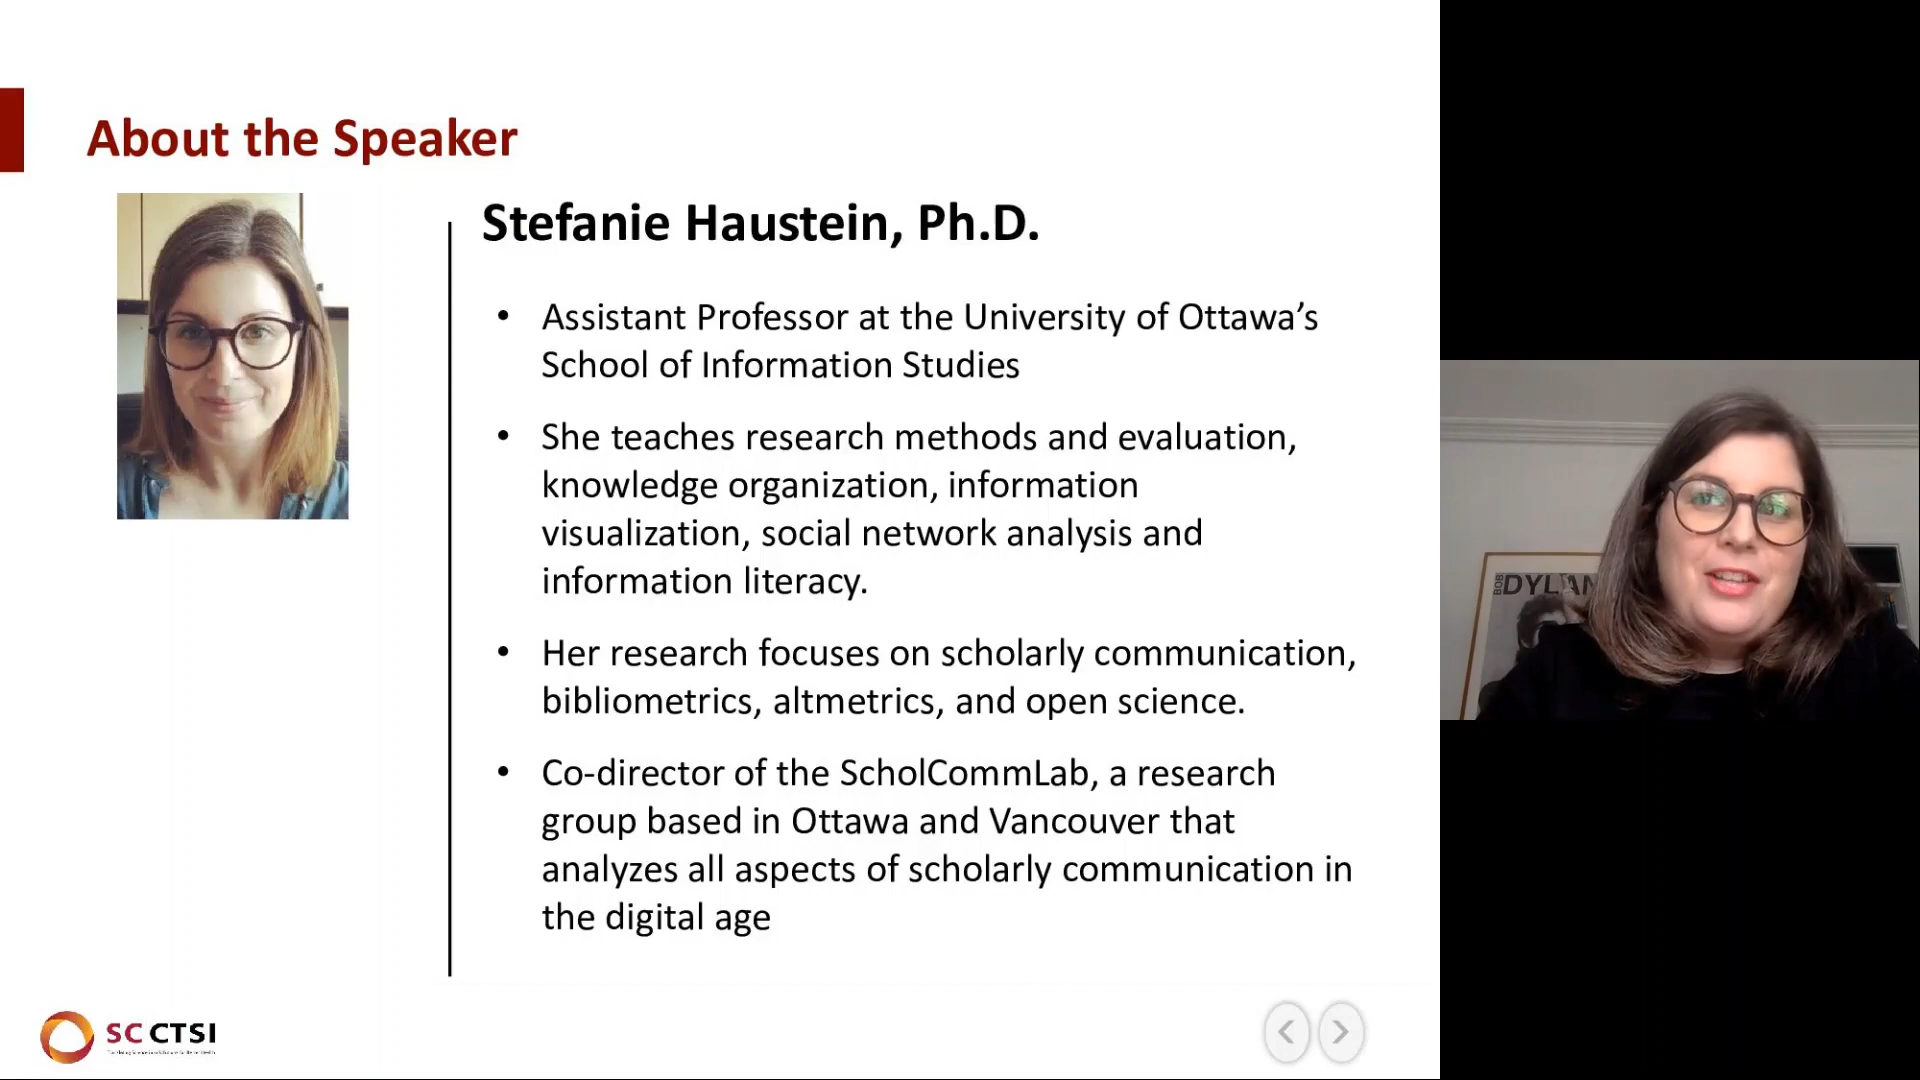 About the Speaker
Stefanie Haustein, Ph.D.
• Assistant Professor at the University of Ottawa’s
School of Information Studies
• She teaches research methods and evaluation,
knowledge organization, information
visualization, social network analysis and
information literacy.
• Her research focuses on scholarly communication,
bibliometrics, altmetrics, and open science.
• Co-director of the ScholCommLab, a research
group based in Ottawa and Vancouver that
analyzes all aspects of scholarly communication in
the digital age
SC CTSI
BOB DYLAN